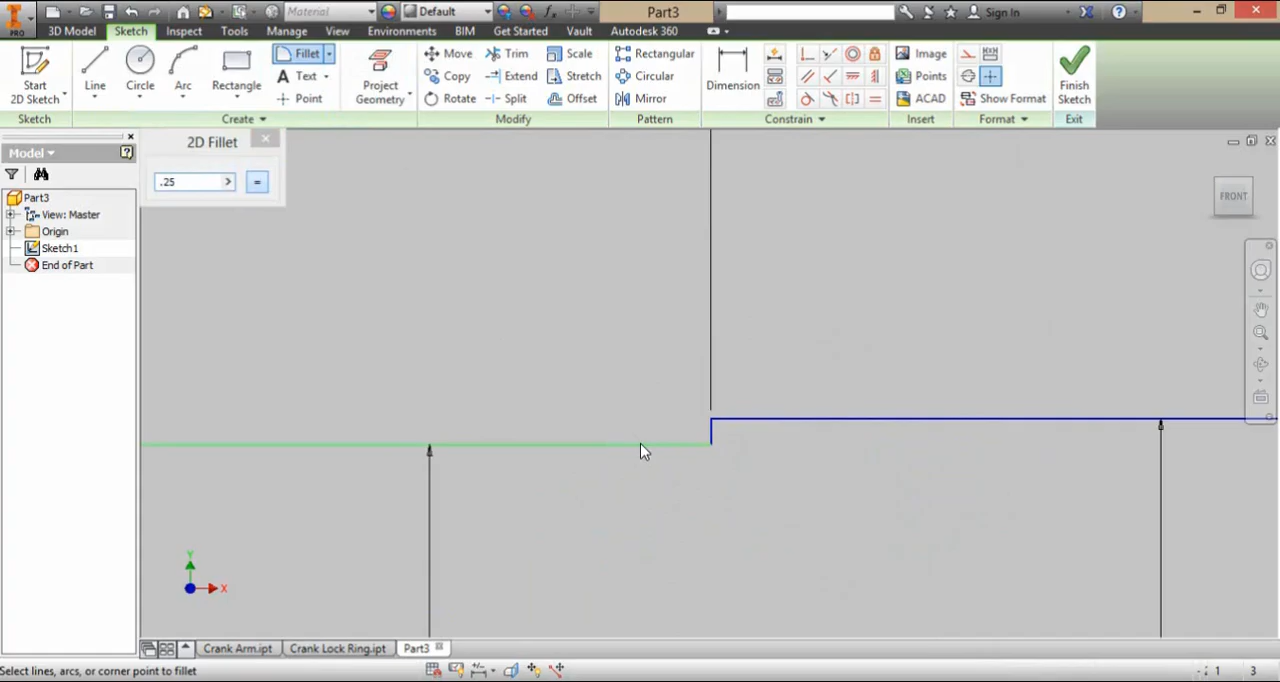 Material
Default
Part3
Sign In
PRO
3D Model
Sketch
Inspect
Tools
Manage
View
Environments
BIM
Get Started
Vault
Autodesk 360
Start
2D Sketch
Line
Circle
Arc
Rectangle
Fillet
Text
Point
Project
Geometry
Move
Copy
Rotate
Trim
Extend
Split
Scale
Stretch
Offset
Rectangular
Circular
Mirror
Dimension
Image
Points
ACAD
Show Format
Finish
Sketch
Sketch
Create
Modify
Pattern
Constrain
Insert
Format
Exit
Model
2D Fillet
.25
=
Part3
View: Master
Origin
Sketch1
End of Part
FRONT
Y
X
Crank Arm.ipt
Crank Lock Ring.ipt
Part3
Select lines, arcs, or corner point to fillet
1
3